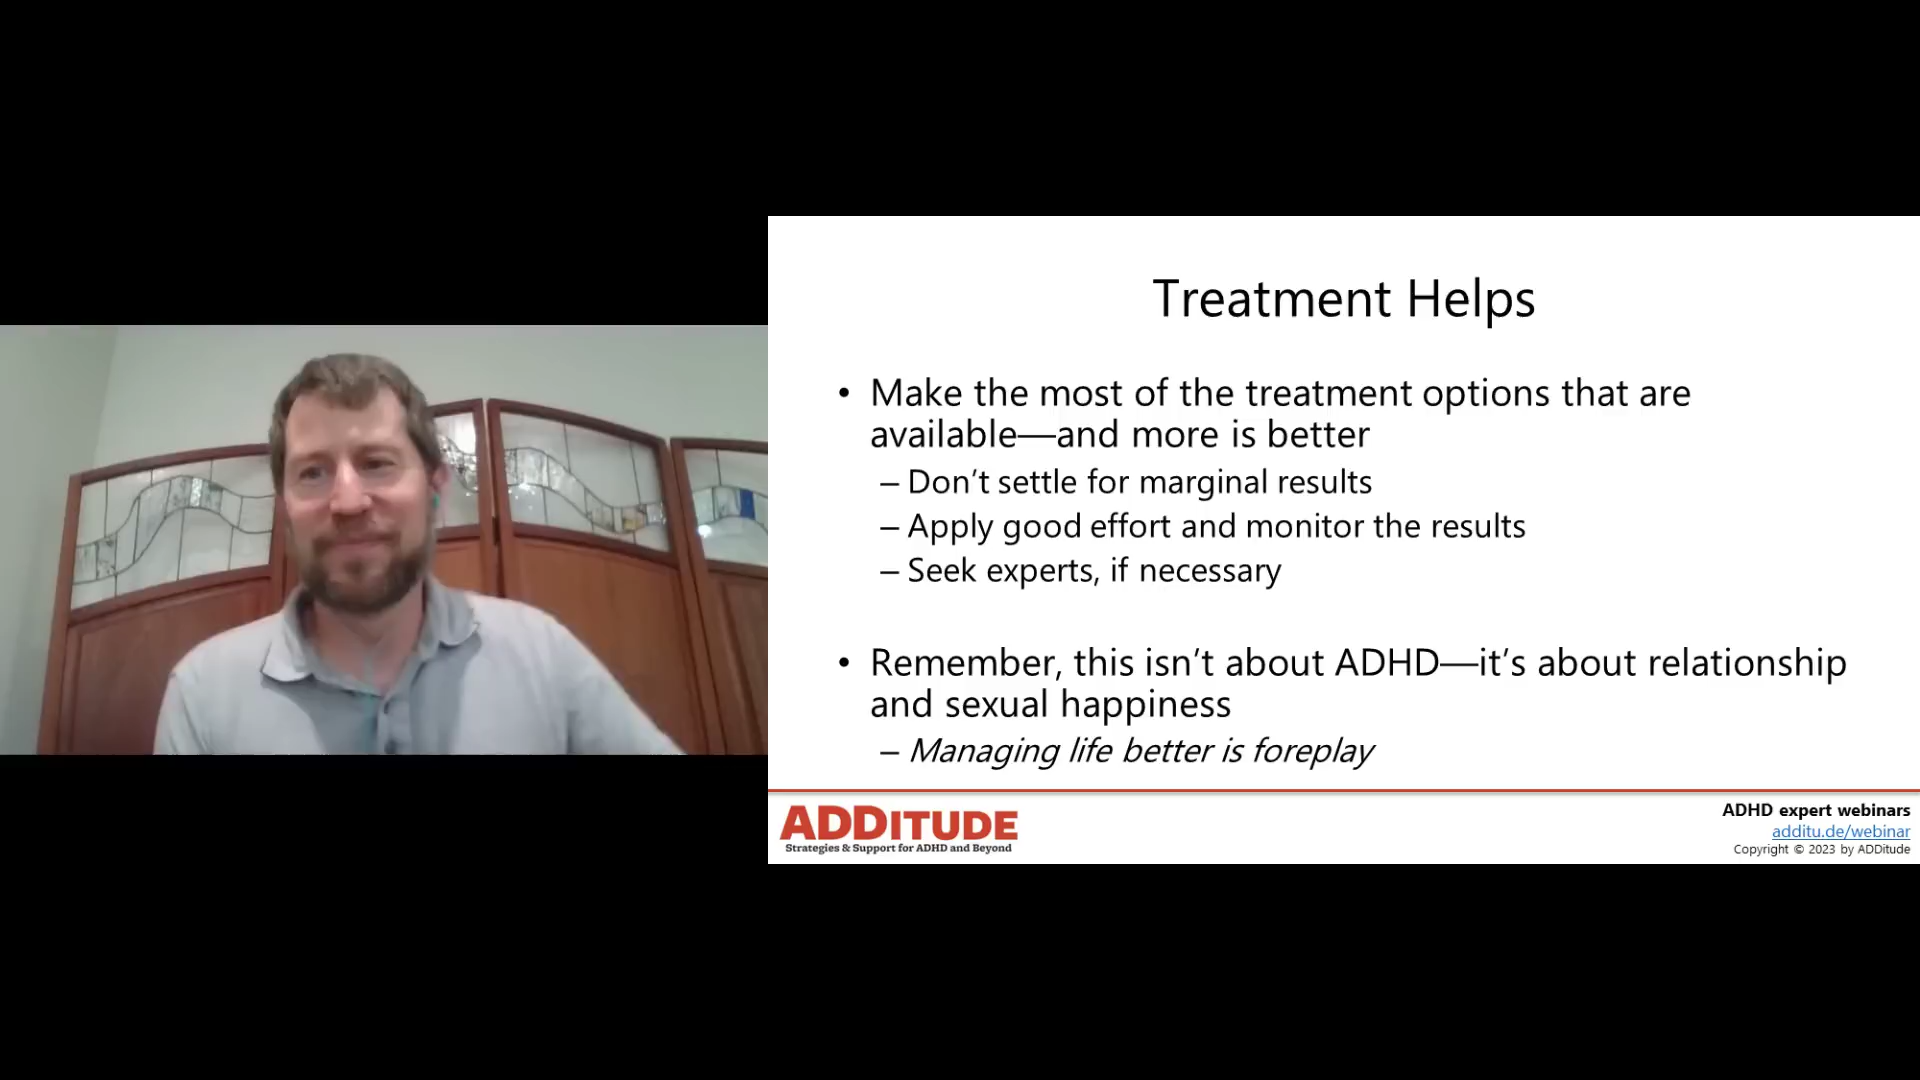 Treatment Helps
• Make the most of the treatment options that are
available—and more is better
– Don't settle for marginal results
– Apply good effort and monitor the results
– Seek experts, if necessary
• Remember, this isn't about ADHD—it's about relationship
and sexual happiness
– Managing life better is foreplay
ADDITUDE
Strategies & Support for ADHD and Beyond
ADHD expert webinars
additu.de/webinar
Copyright © 2023 by ADDitude